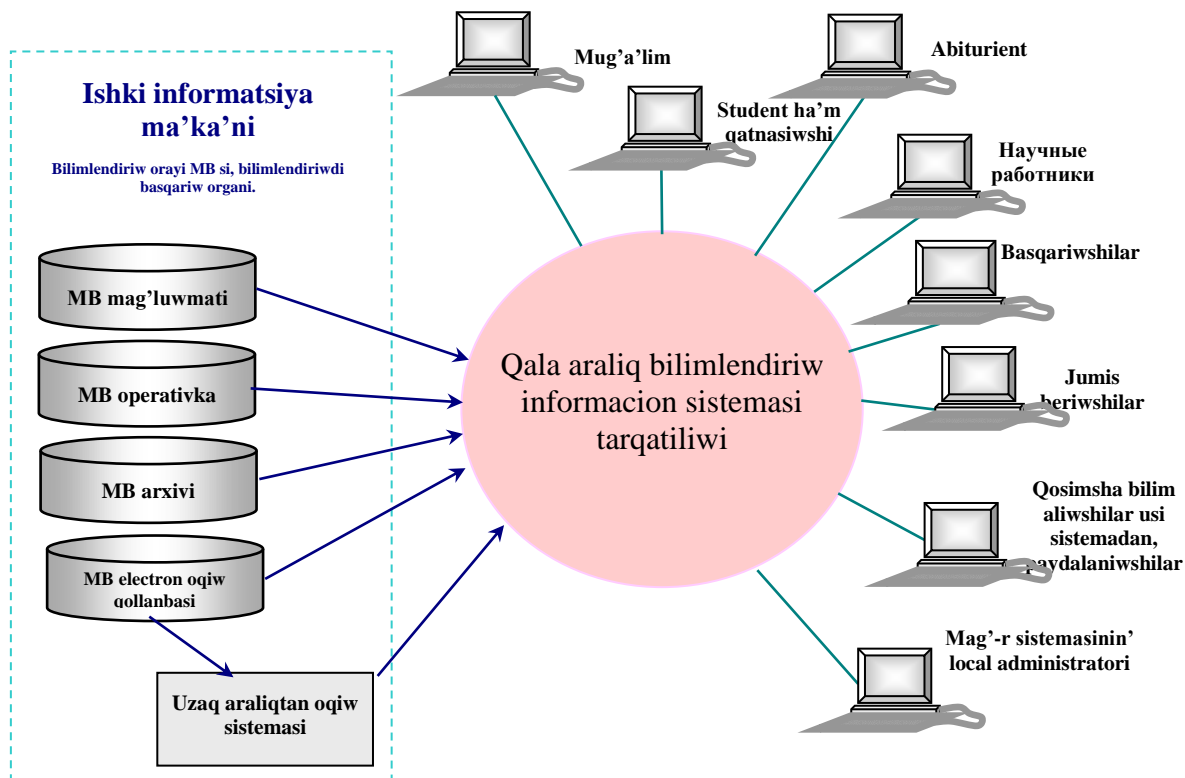 Ishki informatsiya
ma’ka’ni
Bilimlendiriw orayi MB si, bilimlendiriwdi
basqariw organi.
MB mag’luwmati
MB operativka
MB arxivi
MB electron oqiw
qollanbasi
Uzaq araliqtan oqiw
sistemasi
Qala araliq bilimlendiriw
informacion sistemasi
tarqatiliwi
Mug’a’lim
Student ha’m
qatnasiwshi
Abiturient
Научные
работники
Basqariwshilar
Jumis
beriwshilar
Qosimsha bilim
aliwshilar usi
sistemadan,
paydalaniwshilar
Mag’-r sistemasinin’
local administratori